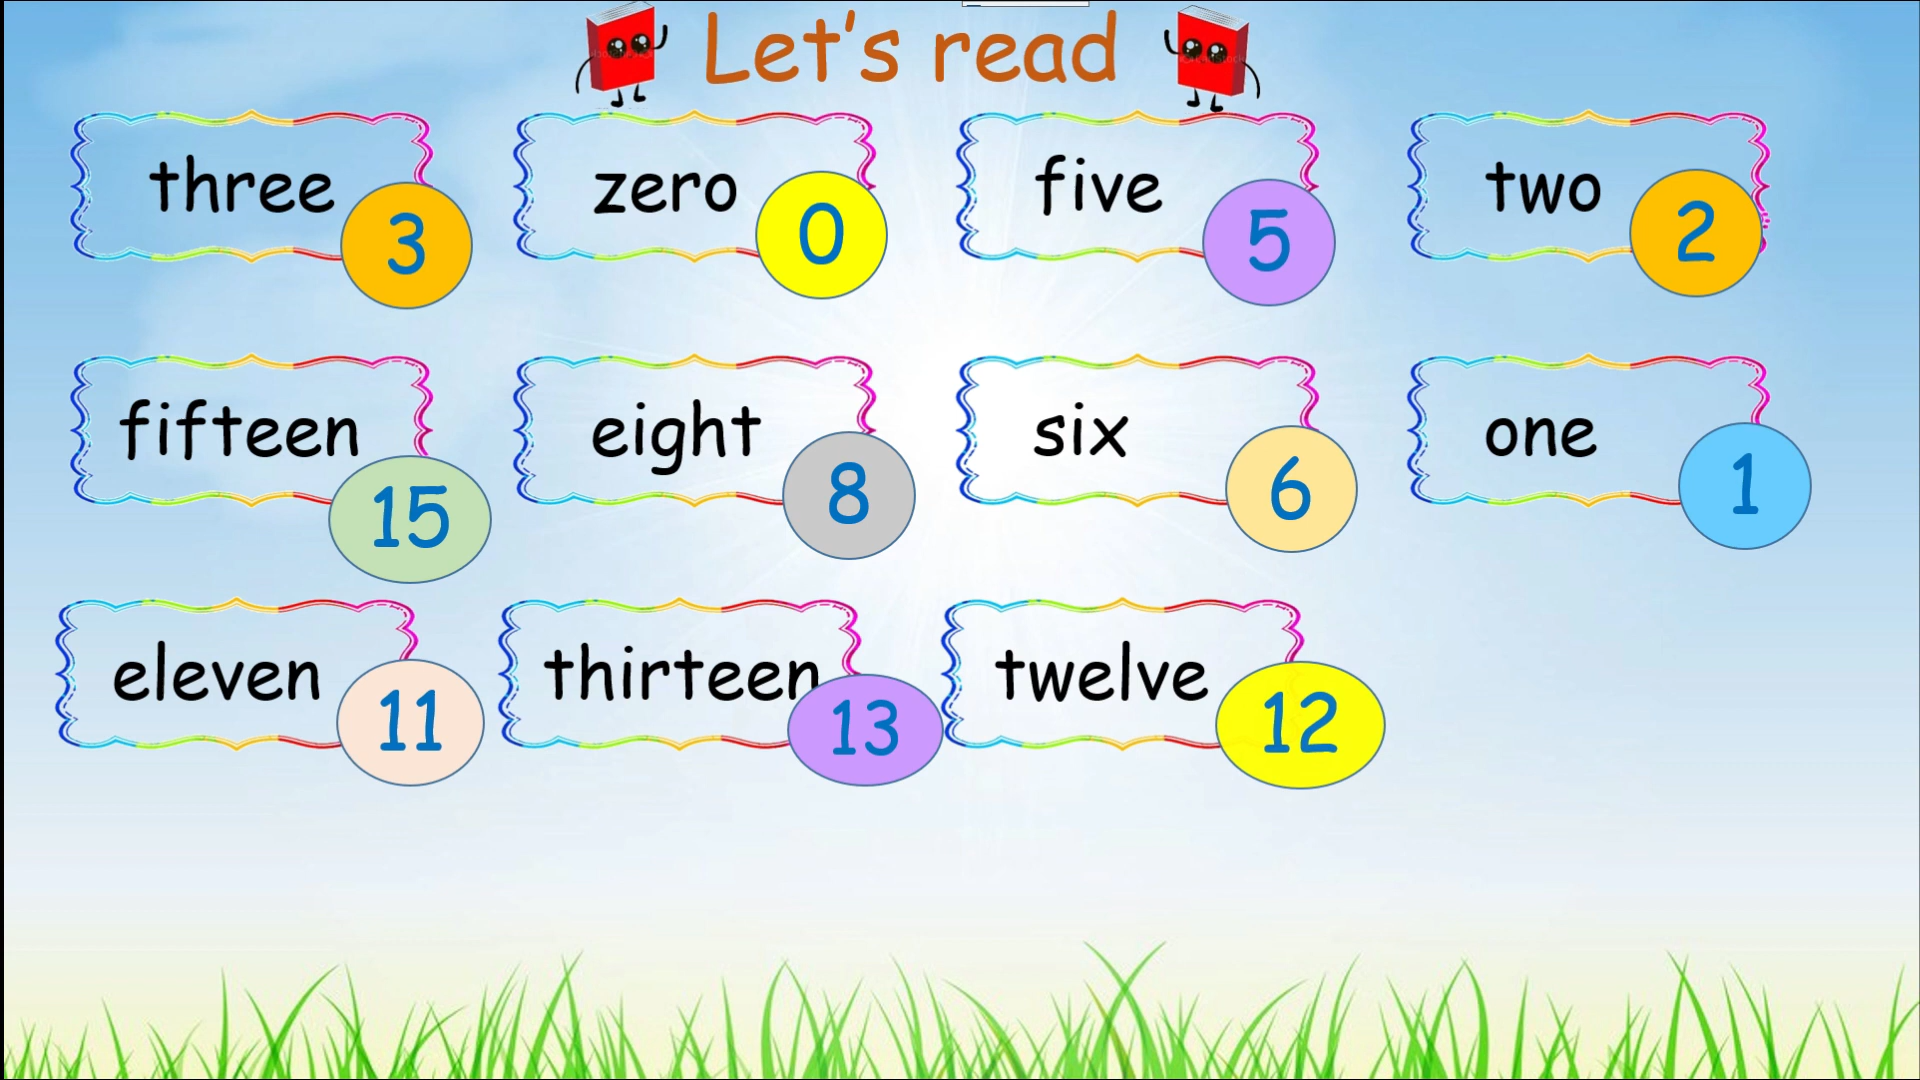 Let's read
three
3
zero
0
five
5
two
2
fifteen
15
eight
8
six
6
one
1
eleven
11
thirteen
13
twelve
12